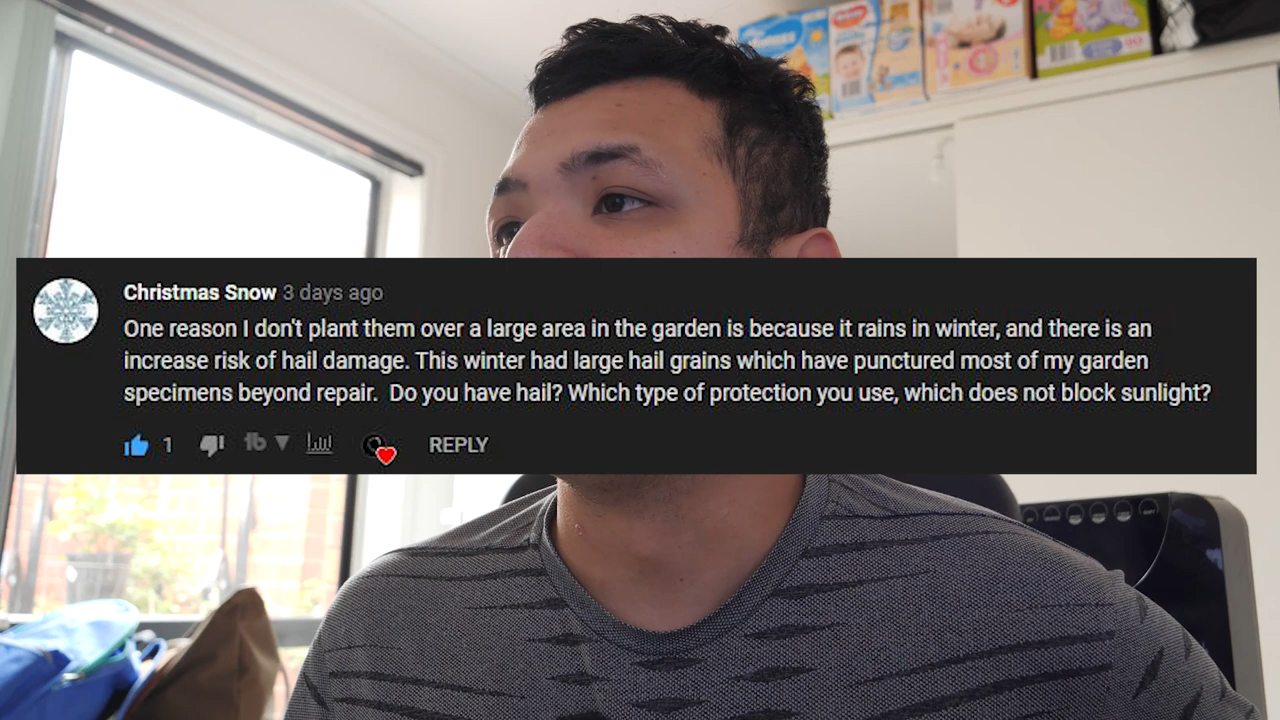 Christmas Snow 3 days ago
One reason I don't plant them over a large area in the garden is because it rains in winter, and there is an
increase risk of hail damage. This winter had large hail grains which have punctured most of my garden
specimens beyond repair. Do you have hail? Which type of protection you use, which does not block sunlight?
1 REPLY